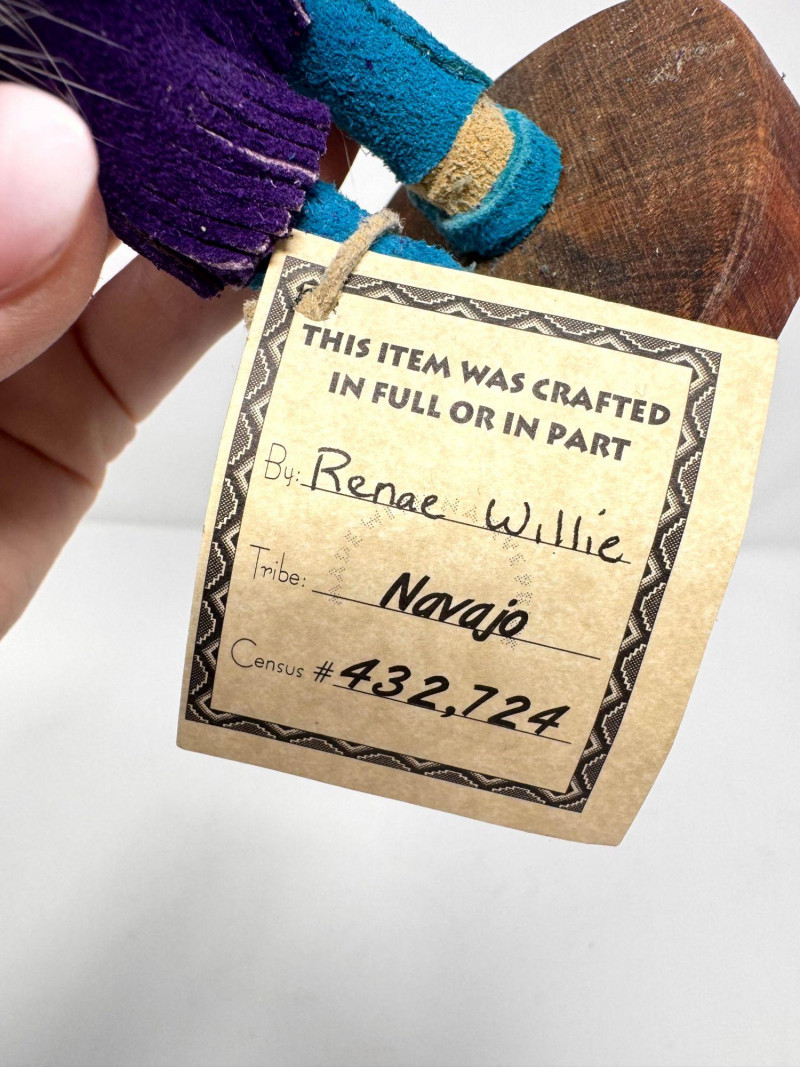 THIS ITEM WAS CRAFTED
IN FULL OR IN PART
By: Renae Willie
Tribe: Navajo
Census #432,724